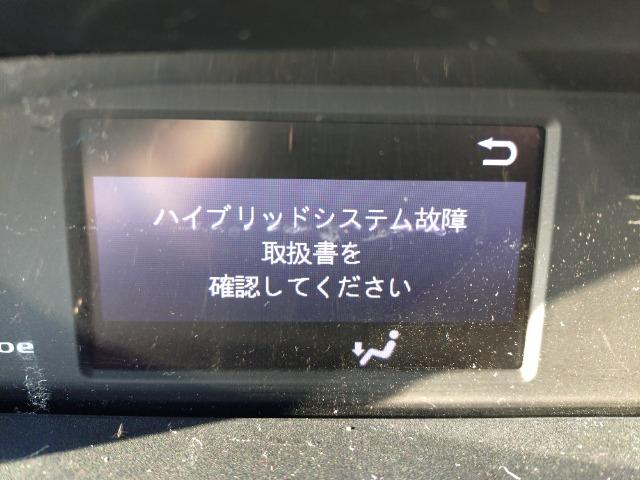 ハイブリッドシステム故障
取扱書を
確認してください
oe